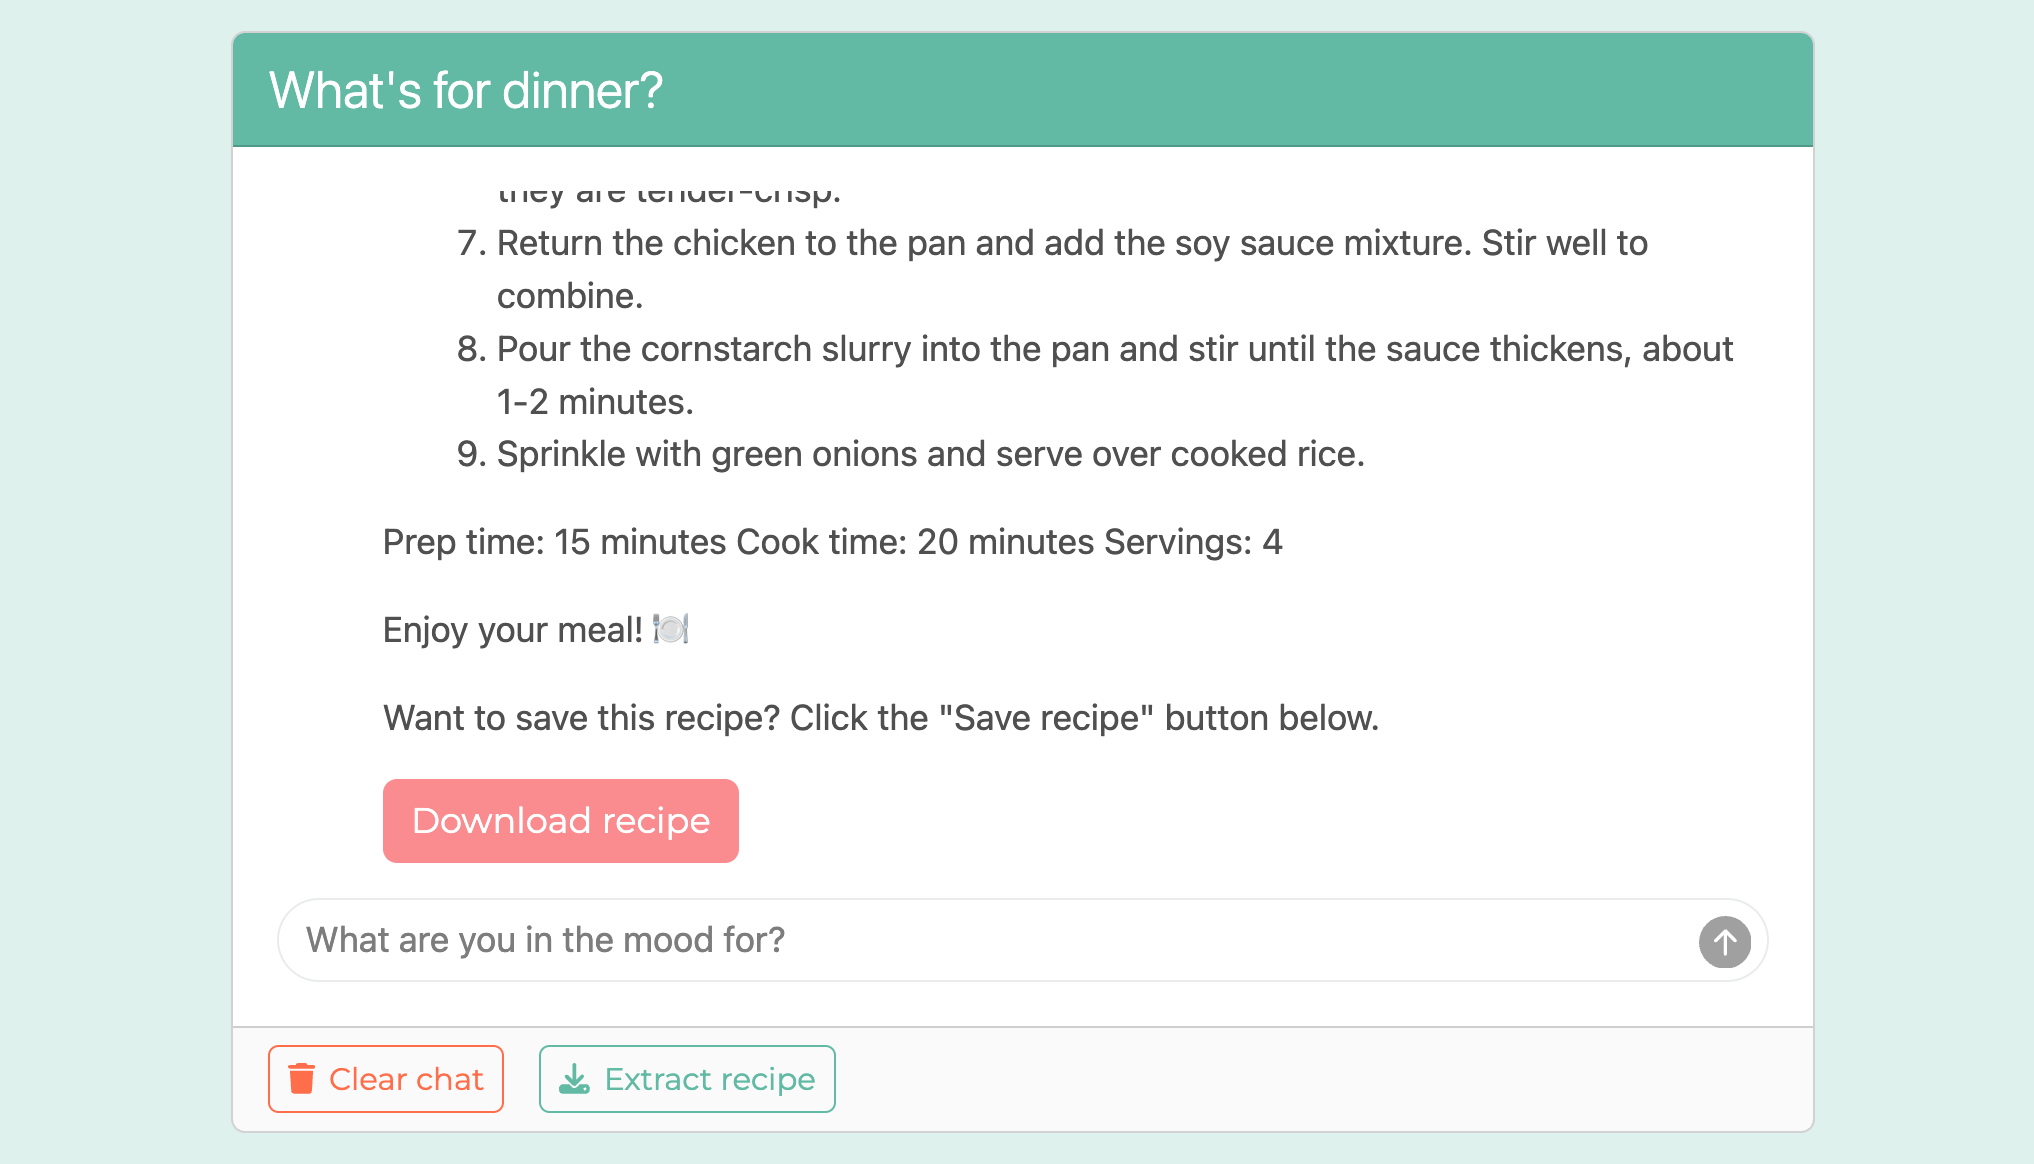 What's for dinner?
they are tender-crisp.
7. Return the chicken to the pan and add the soy sauce mixture. Stir well to
combine.
8. Pour the cornstarch slurry into the pan and stir until the sauce thickens, about
1-2 minutes.
9. Sprinkle with green onions and serve over cooked rice.
Prep time: 15 minutes Cook time: 20 minutes Servings: 4
Enjoy your meal! 🍽️
Want to save this recipe? Click the "Save recipe" button below.
Download recipe
What are you in the mood for?
Clear chat
Extract recipe